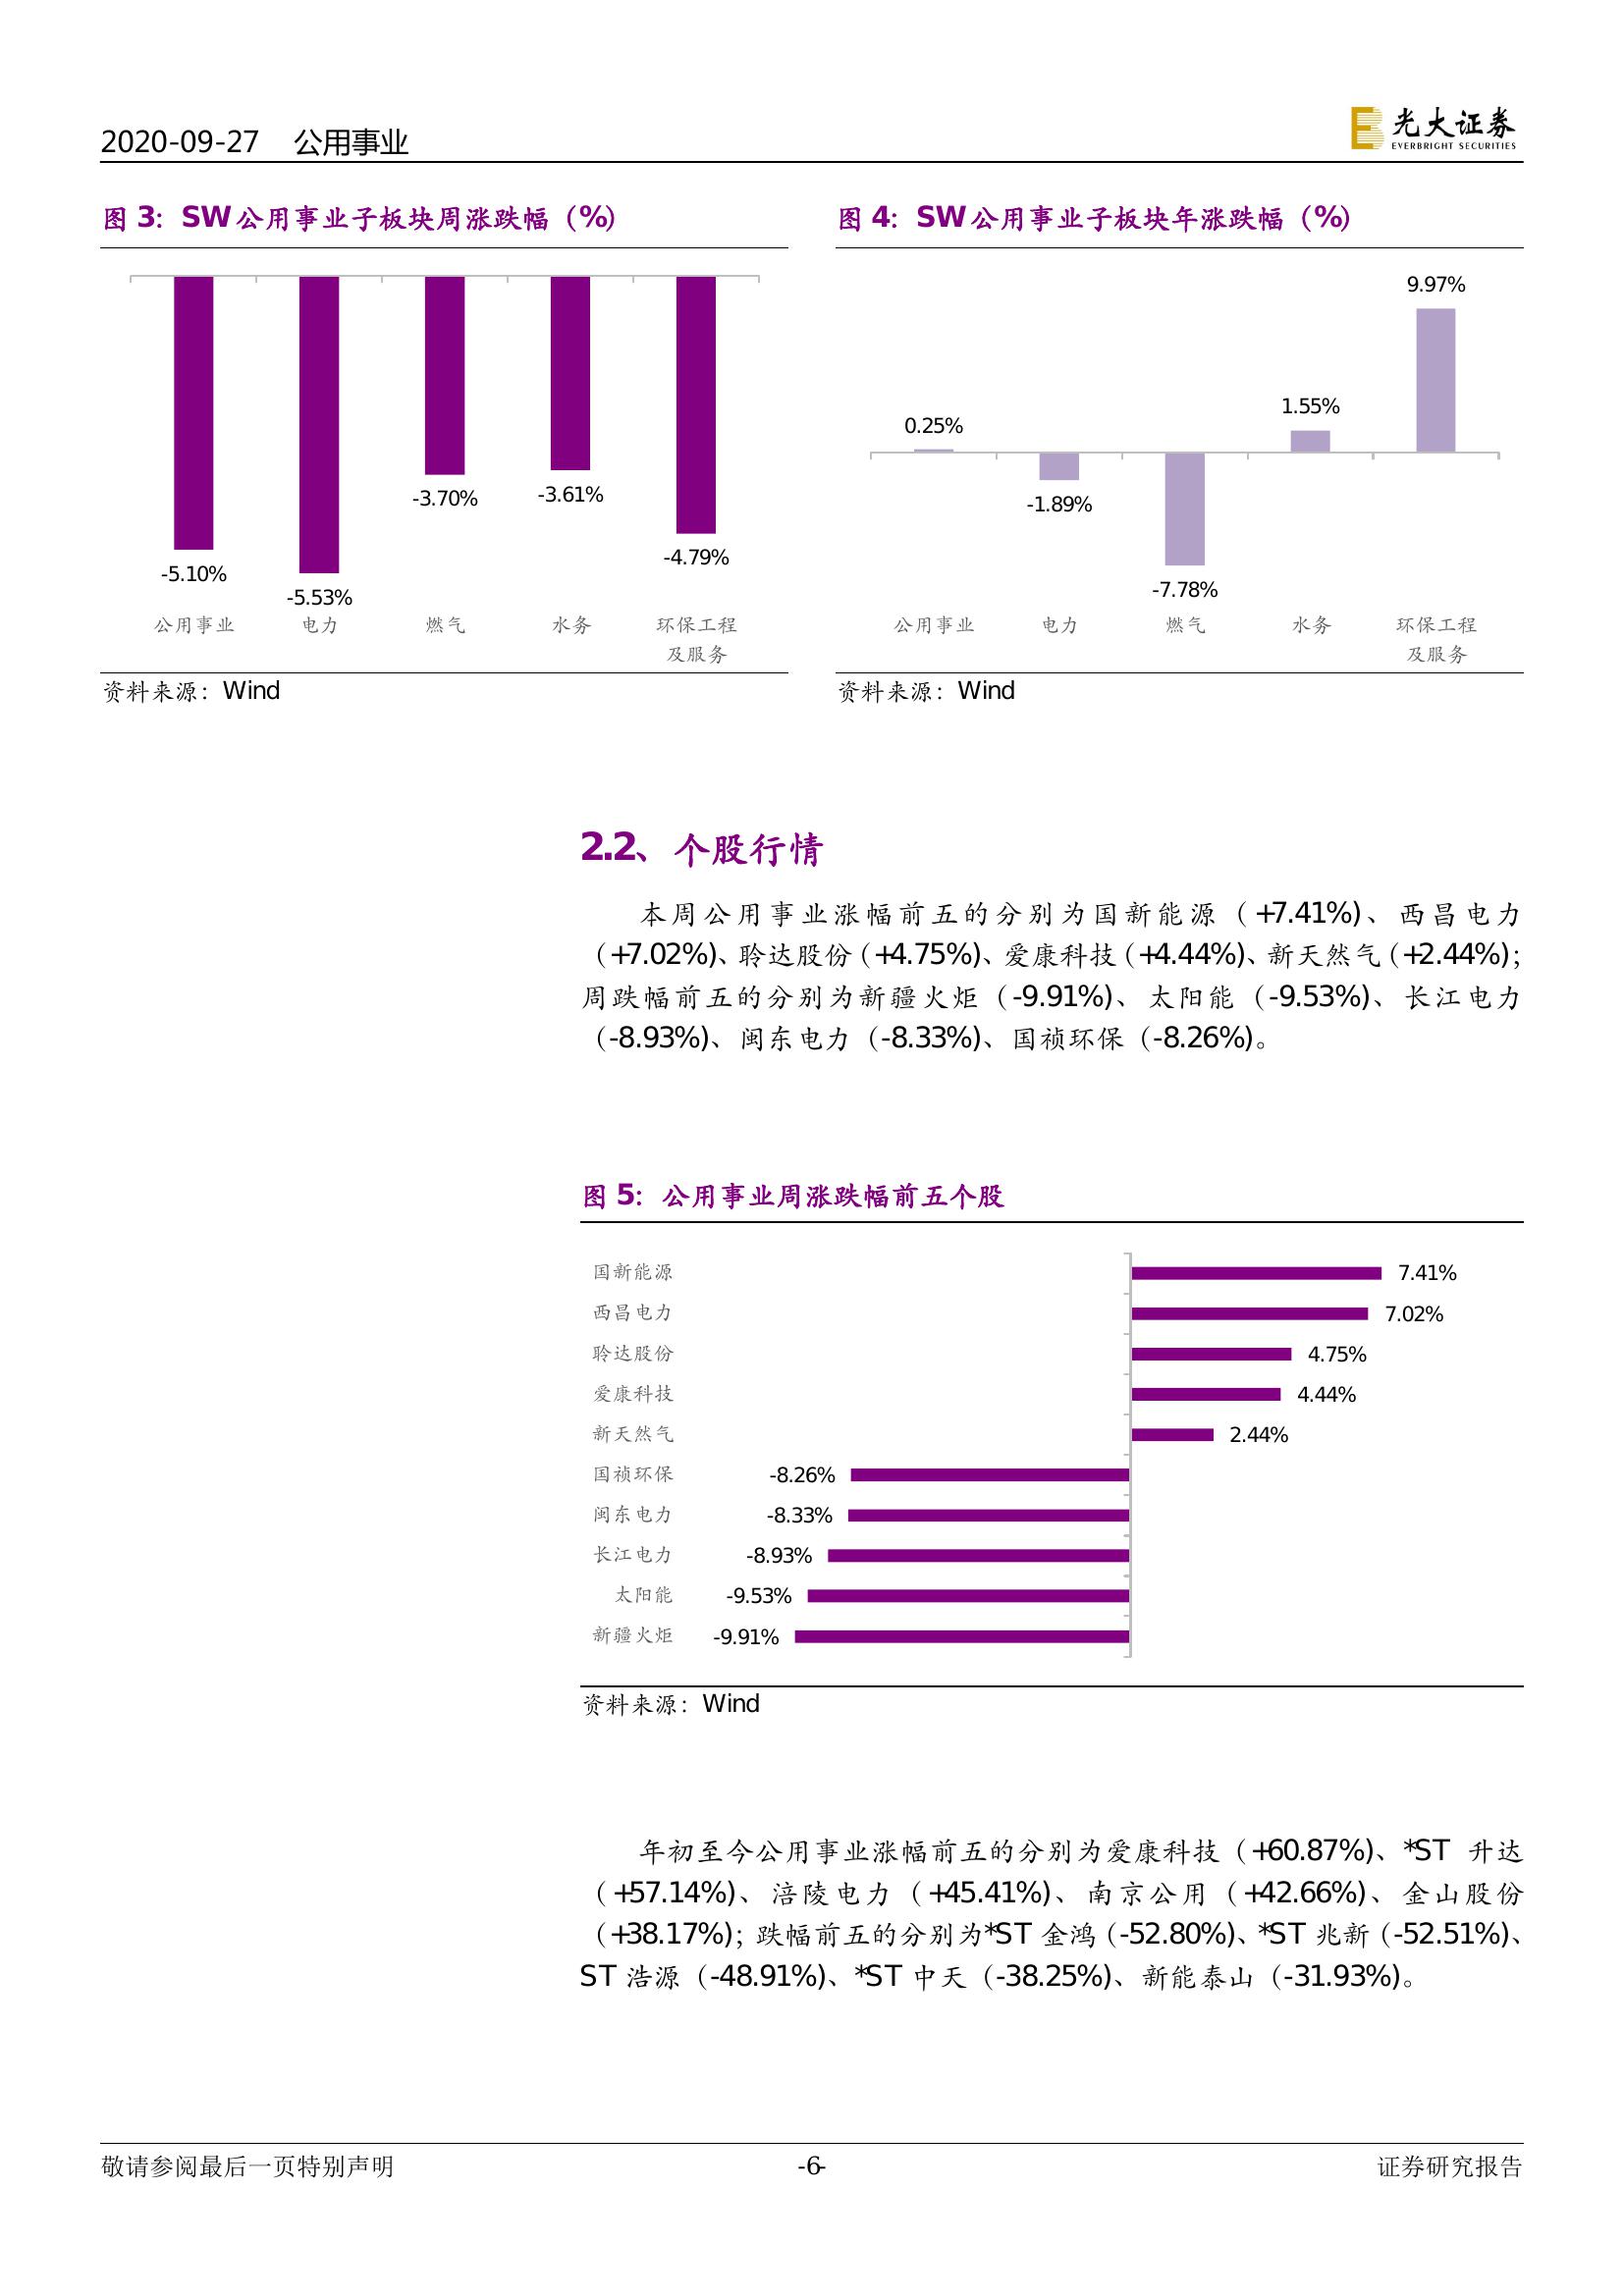 2020-09-27 公用事业
光大证券
EVERBRIGHT SECURITIES
图 3：SW 公用事业子板块周涨跌幅（%）
-5.10%
-5.53%
-3.70%
-3.61%
-4.79%
公用事业 电力 燃气 水务 环保工程
及服务
资料来源：Wind
图 4：SW 公用事业子板块年涨跌幅（%）
0.25%
-1.89%
-7.78%
1.55%
9.97%
公用事业 电力 燃气 水务 环保工程
及服务
资料来源：Wind
2.2、个股行情
本周公用事业涨幅前五的分别为国新能源（+7.41%)、西昌电力
（+7.02%)、聆达股份（+4.75%)、爱康科技（+4.44%)、新天然气（+2.44%)；
周跌幅前五的分别为新疆火炬（-9.91%)、太阳能（-9.53%)、长江电力
（-8.93%)、闽东电力（-8.33%)、国祯环保（-8.26%)。
图 5：公用事业周涨跌幅前五个股
国新能源 7.41%
西昌电力 7.02%
聆达股份 4.75%
爱康科技 4.44%
新天然气 2.44%
国祯环保 -8.26%
闽东电力 -8.33%
长江电力 -8.93%
太阳能 -9.53%
新疆火炬 -9.91%
资料来源：Wind
年初至今公用事业涨幅前五的分别为爱康科技（+60.87%)、*ST 升达
（+57.14%)、涪陵电力（+45.41%)、南京公用（+42.66%)、金山股份
（+38.17%)；跌幅前五的分别为*ST 金鸿（-52.80%)、*ST 兆新（-52.51%)、
ST 浩源（-48.91%)、*ST 中天（-38.25%)、新能泰山（-31.93%)。
敬请参阅最后一页特别声明 -6- 证券研究报告